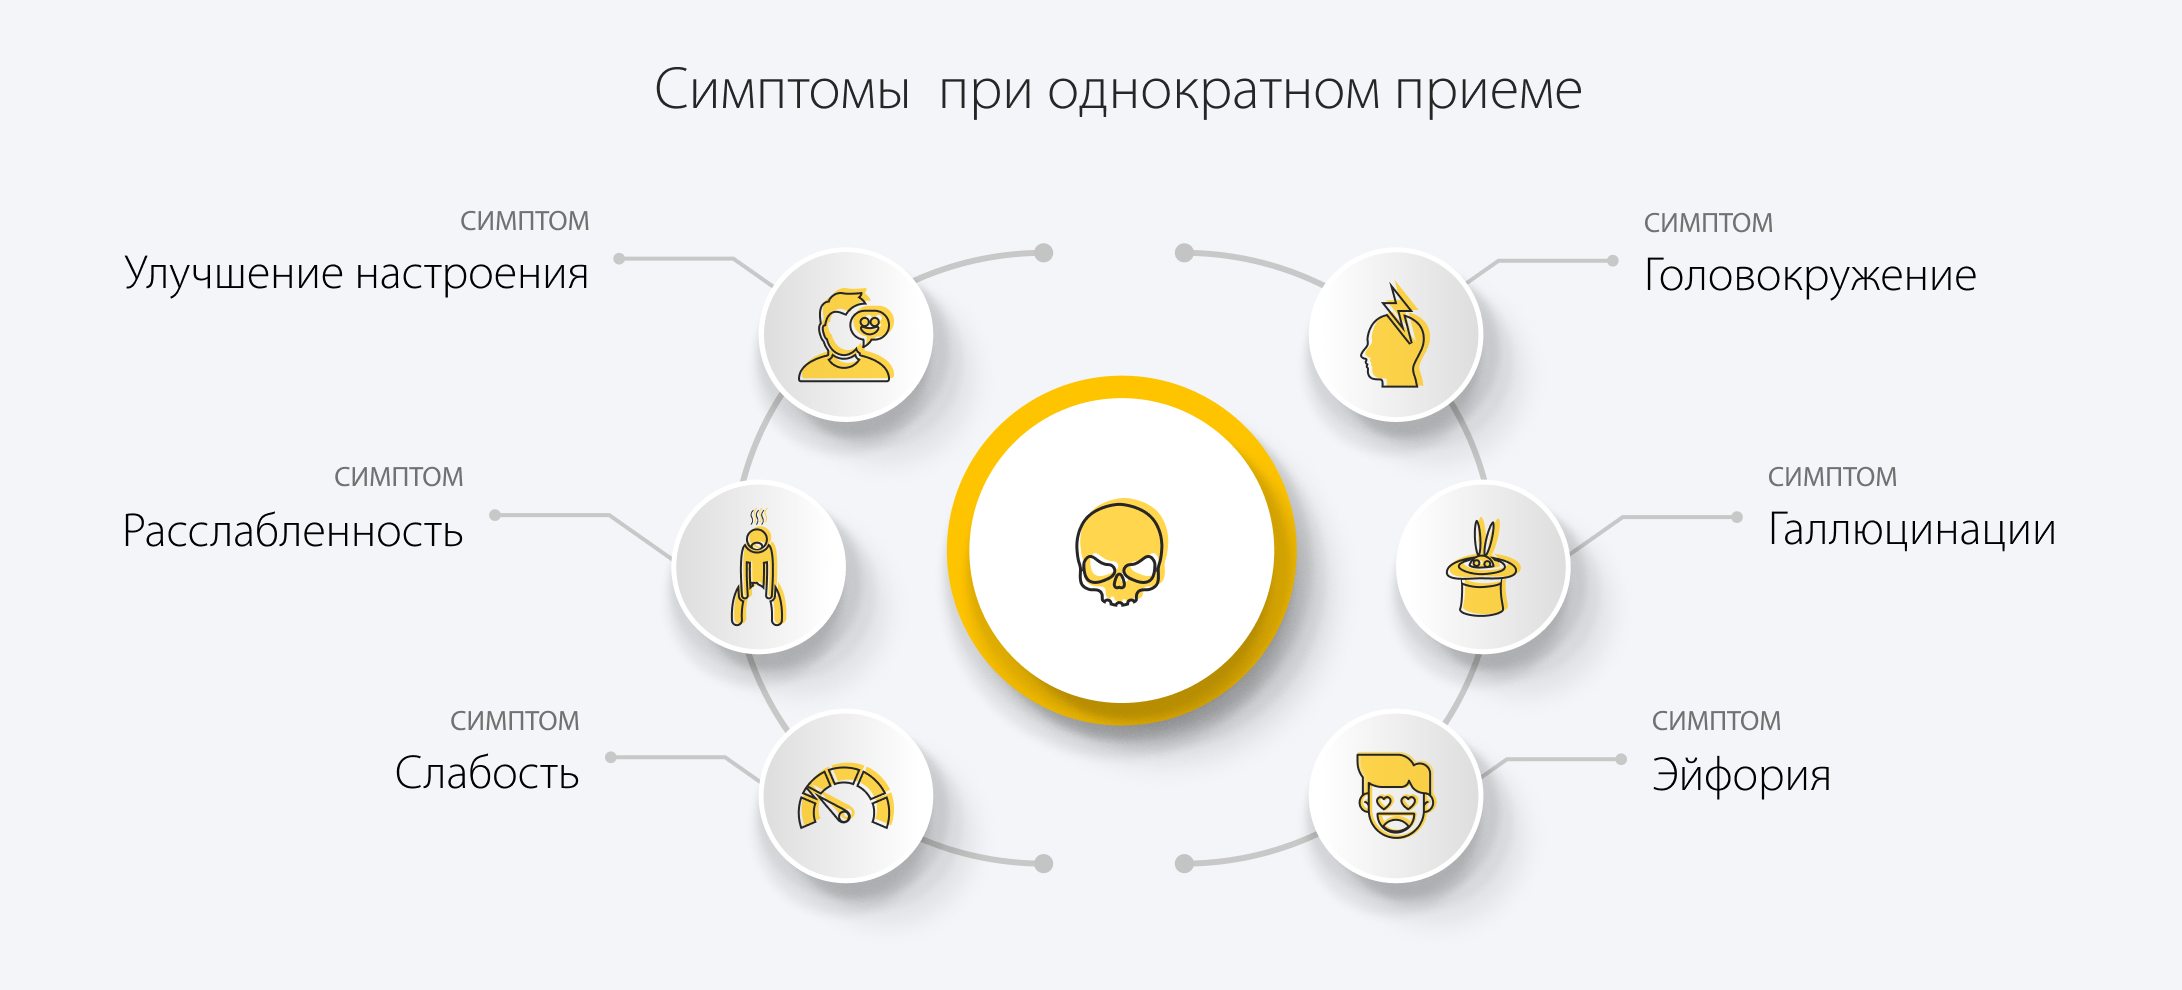 Симптомы при однократном приеме
СИМПТОМ
Улучшение настроения
СИМПТОМ
Расслабленность
СИМПТОМ
Слабость
СИМПТОМ
Головокружение
СИМПТОМ
Галлюцинации
СИМПТОМ
Эйфория